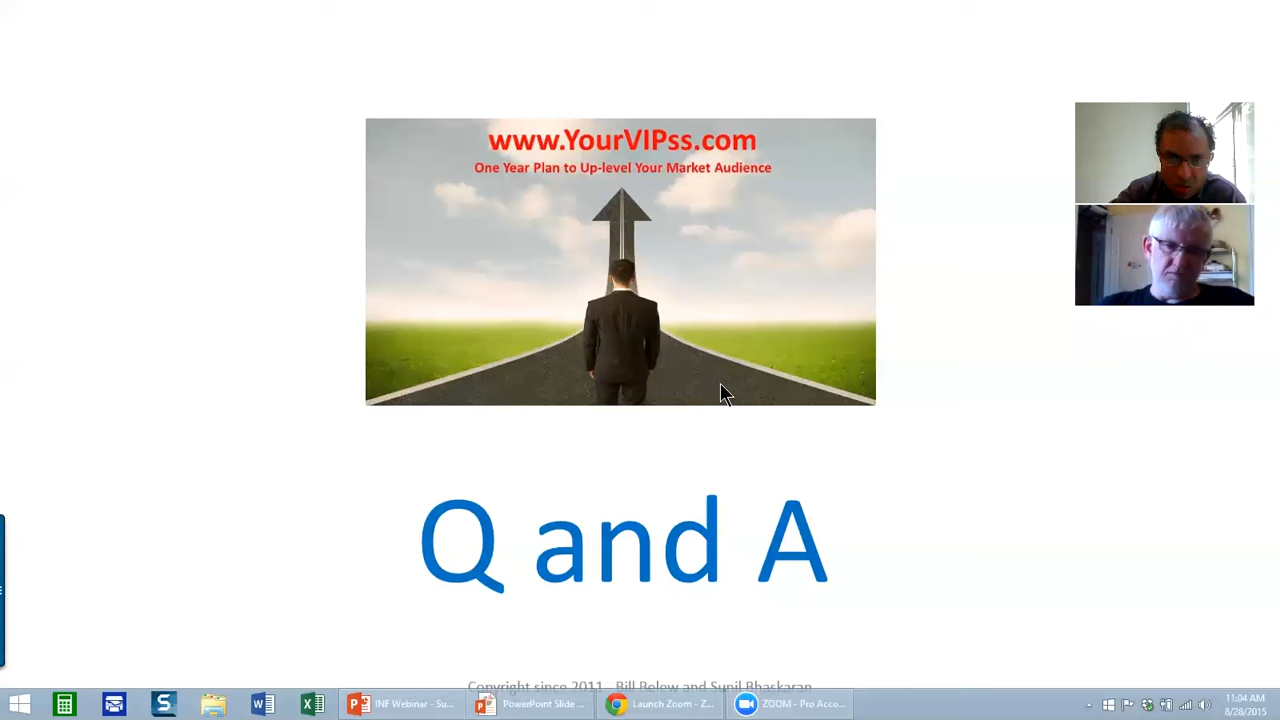 www.YourVIPss.com
One Year Plan to Up-level Your Market Audience
Q and A
Copyright since 2011 Bill Belew and Sunil Bhaskaran
INF Webinar - Su...
PowerPoint Slide ...
Launch Zoom - Z...
ZOOM - Pro Acco...
11:04 AM
8/28/2015